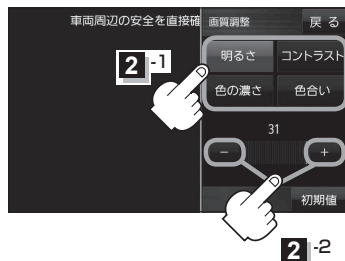 車両周辺の安全を直接確
画質調整
戻る
2-1
明るさ
コントラスト
色の濃さ
色合い
31
−
+
初期値
2-2